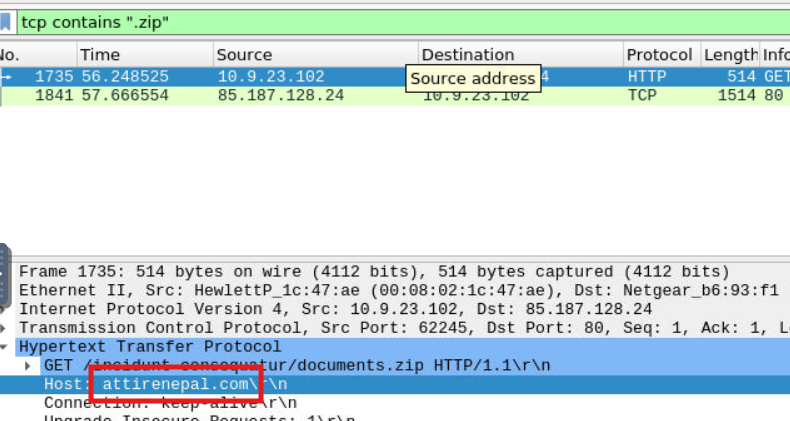 tcp contains ".zip"
No. Time Source Destination Protocol Length Info
1735 56.248525 10.9.23.102 4 HTTP 514 GET
Source address
1841 57.666554 85.187.128.24 10.9.23.102 TCP 1514 80
Frame 1735: 514 bytes on wire (4112 bits), 514 bytes captured (4112 bits)
Ethernet II, Src: HewlettP_1c:47:ae (00:08:02:1c:47:ae), Dst: Netgear_b6:93:f1
Internet Protocol Version 4, Src: 10.9.23.102, Dst: 85.187.128.24
Transmission Control Protocol, Src Port: 62245, Dst Port: 80, Seq: 1, Ack: 1, L
Hypertext Transfer Protocol
GET /incidunt-consequatur/documents.zip HTTP/1.1\r\n
Host: attirenepal.com\r\n
Connection: keep-alive\r\n
Upgrade-Insecure-Requests: 1\r\n